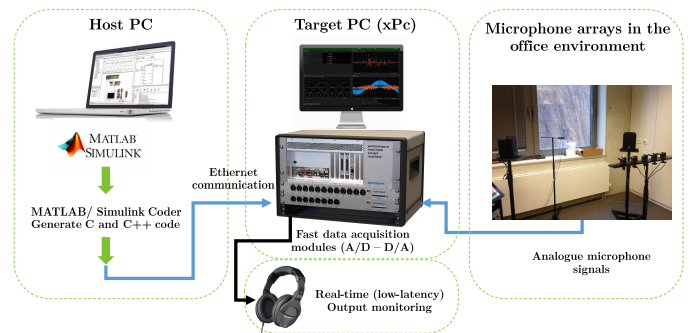 Host PC
MATLAB
SIMULINK
MATLAB/ Simulink Coder
Generate C and C++ code
Ethernet
communication
Target PC (xPc)
Fast data acquisition
modules (A/D – D/A)
Real-time (low-latency)
Output monitoring
Microphone arrays in the
office environment
Analogue microphone
signals